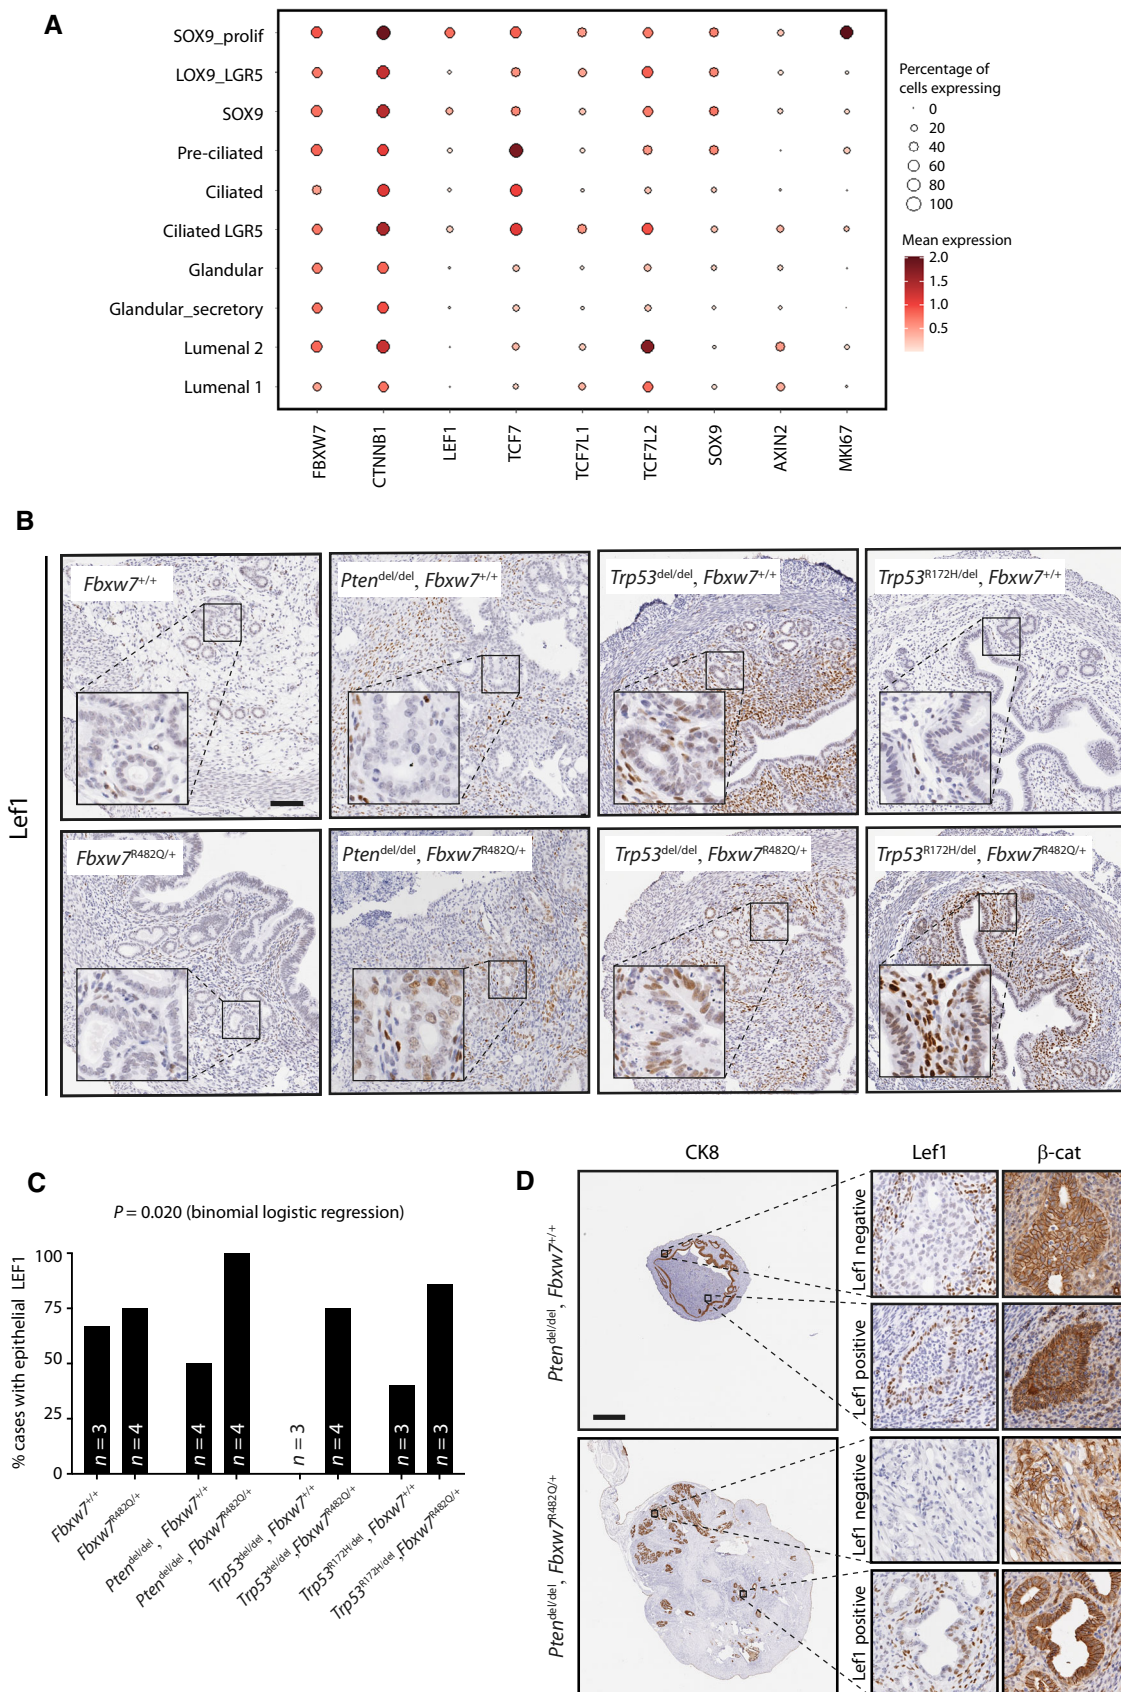 A
SOX9_prolif
LOX9_LGR5
SOX9
Pre-ciliated
Ciliated
Ciliated LGR5
Glandular
Glandular_secretory
Lumenal 2
Lumenal 1
FBXW7
CTNNB1
LEF1
TCF7
TCF7L1
TCF7L2
SOX9
AXIN2
MKI67
Percentage of
cells expressing
0
20
40
60
80
100
Mean expression
2.0
1.5
1.0
0.5
B
Lef1
Fbxw7+/+
Ptendel/del, Fbxw7+/+
Trp53del/del, Fbxw7+/+
Trp53R172H/del, Fbxw7+/+
Fbxw7R482Q/+
Ptendel/del, Fbxw7R482Q/+
Trp53del/del, Fbxw7R482Q/+
Trp53R172H/del, Fbxw7R482Q/+
C
P = 0.020 (binomial logistic regression)
% cases with epithelial LEF1
100
75
50
25
0
n = 3
n = 4
n = 4
n = 4
n = 3
n = 4
n = 3
n = 3
Fbxw7+/+
Fbxw7R482Q/+
Ptendel/del, Fbxw7+/+
Ptendel/del, Fbxw7R482Q/+
Trp53del/del, Fbxw7+/+
Trp53del/del, Fbxw7R482Q/+
Trp53R172H/del, Fbxw7+/+
Trp53R172H/del, Fbxw7R482Q/+
D
CK8
Lef1
β-cat
Ptendel/del, Fbxw7+/+
Lef1 negative
Lef1 positive
Ptendel/del, Fbxw7R482Q/+
Lef1 negative
Lef1 positive